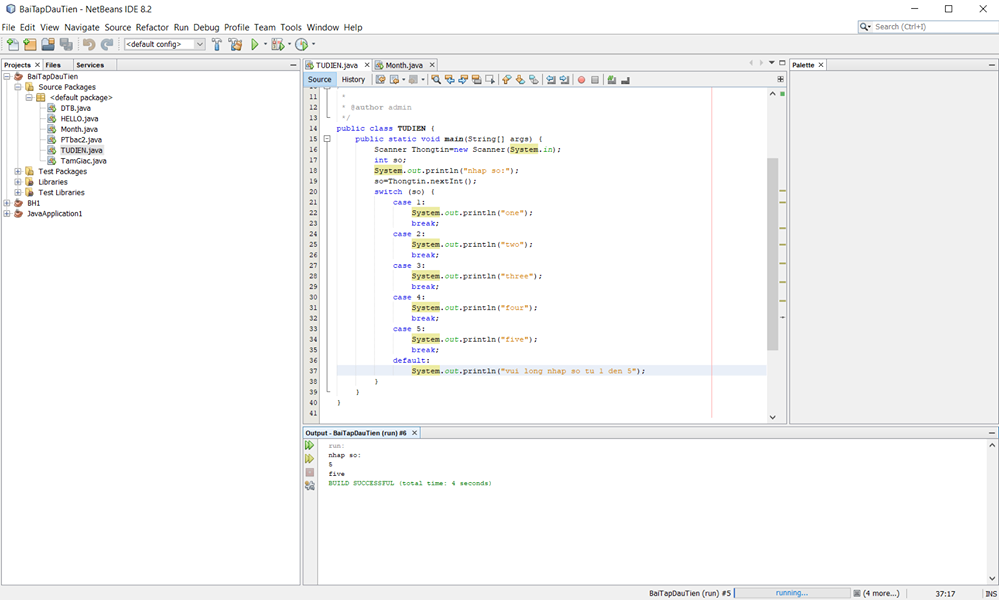 BaiTapDauTien - NetBeans IDE 8.2
File Edit View Navigate Source Refactor Run Debug Profile Team Tools Window Help
Search (Ctrl+I)
<default config>
Projects Files Services
BaiTapDauTien
Source Packages
<default package>
DTB.java
HELLO.java
Month.java
PTbac2.java
TUDIEN.java
TamGiac.java
Test Packages
Libraries
Test Libraries
BH1
JavaApplication1
TUDIEN.java Month.java
Source History
11 *
12 * @author admin
13 */
14 public class TUDIEN {
15 public static void main(String[] args) {
16 Scanner Thongtin=new Scanner(System.in);
17 int so;
18 System.out.println("nhap so:");
19 so=Thongtin.nextInt();
20 switch (so) {
21 case 1:
22 System.out.println("one");
23 break;
24 case 2:
25 System.out.println("two");
26 break;
27 case 3:
28 System.out.println("three");
29 break;
30 case 4:
31 System.out.println("four");
32 break;
33 case 5:
34 System.out.println("five");
35 break;
36 default:
37 System.out.println("vui long nhap so tu 1 den 5");
38 }
39 }
40 }
41
Palette
Output - BaiTapDauTien (run) #6
run:
nhap so:
5
five
BUILD SUCCESSFUL (total time: 4 seconds)
BaiTapDauTien (run) #5 running... (4 more...) 37:17 INS